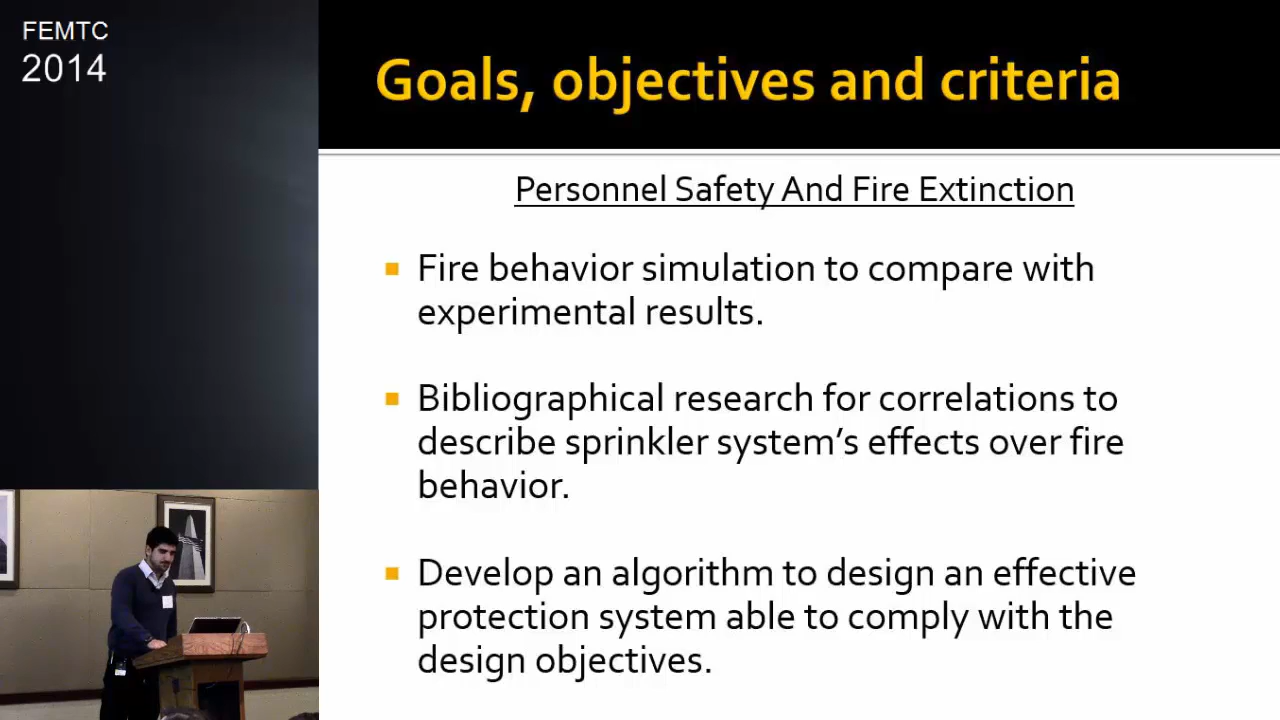 FEMTC
2014
Goals, objectives and criteria
Personnel Safety And Fire Extinction
Fire behavior simulation to compare with
experimental results.
Bibliographical research for correlations to
describe sprinkler system’s effects over fire
behavior.
Develop an algorithm to design an effective
protection system able to comply with the
design objectives.